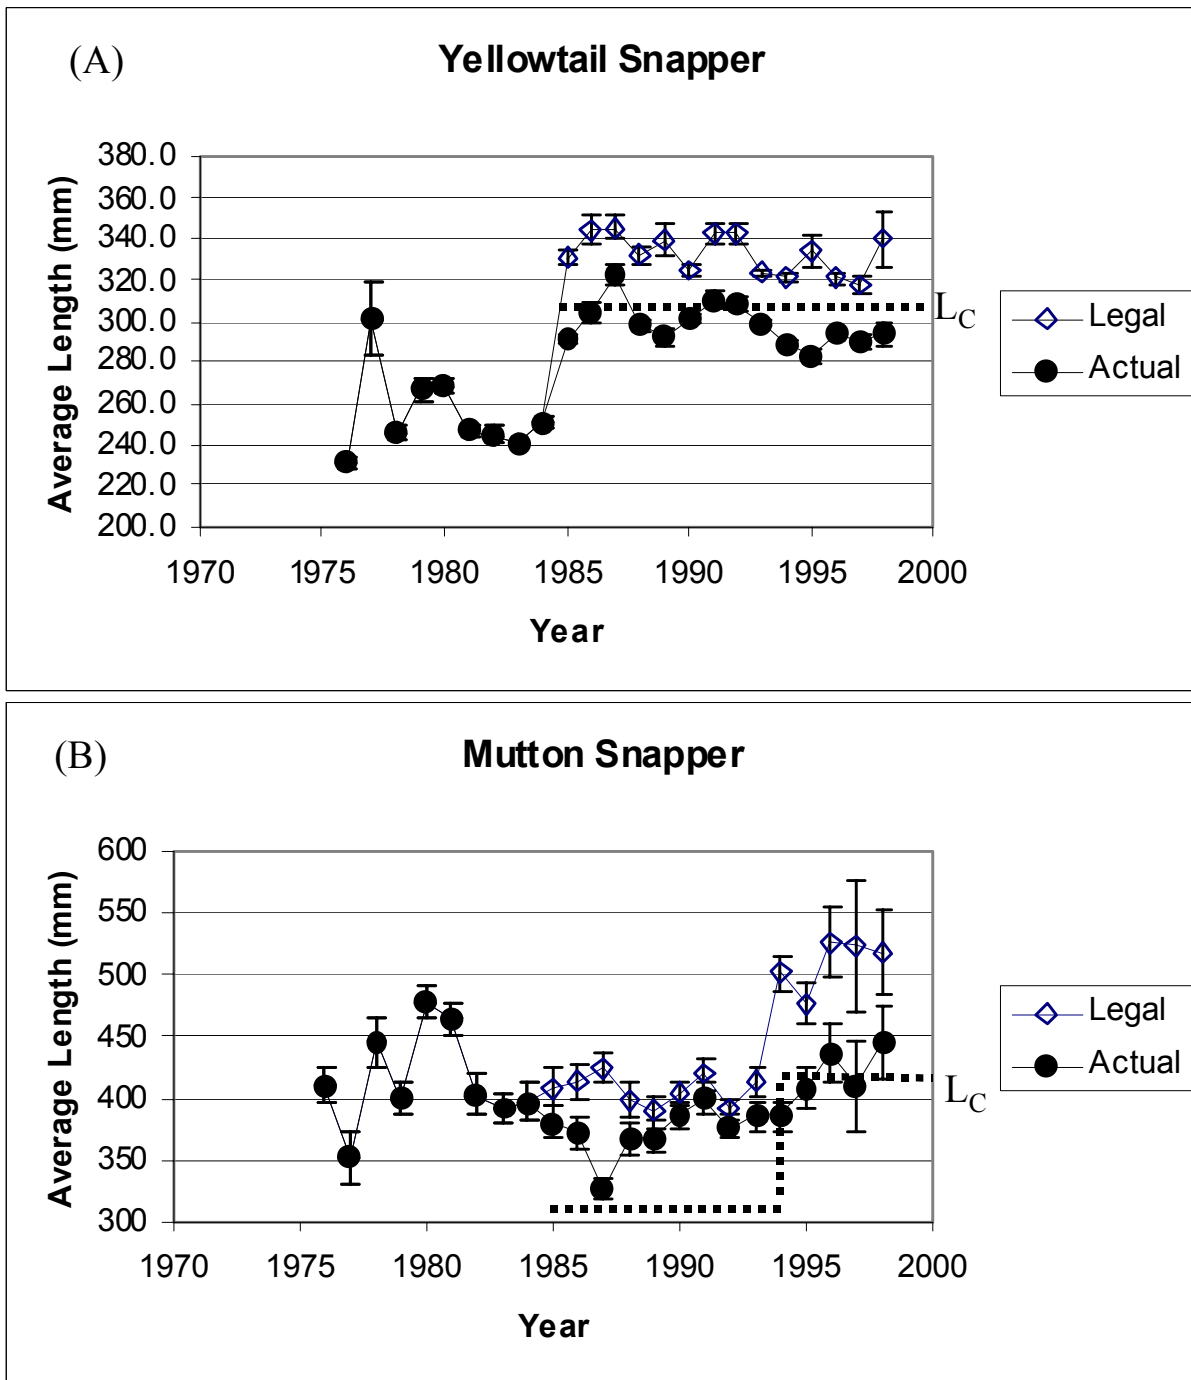 (A)
Yellowtail Snapper
Average Length (mm)
380.0
360.0
340.0
320.0
300.0
280.0
260.0
240.0
220.0
200.0
1970 1975 1980 1985 1990 1995 2000
Year
L_C
Legal
Actual
(B)
Mutton Snapper
Average Length (mm)
600
550
500
450
400
350
300
1970 1975 1980 1985 1990 1995 2000
Year
L_C
Legal
Actual